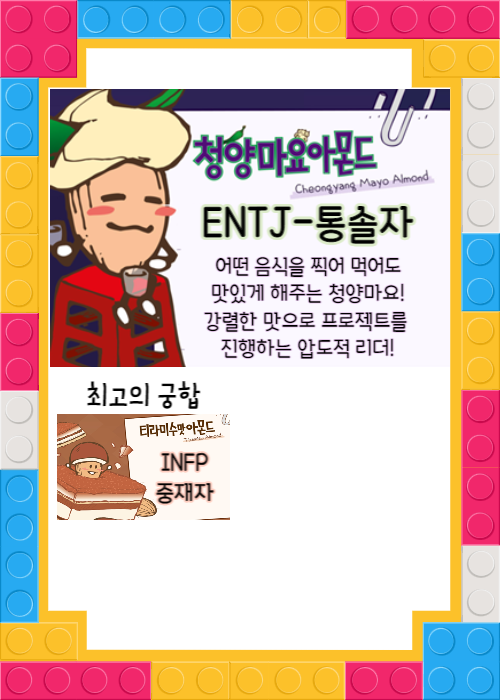 청양마요아몬드
Cheongyang Mayo Almond
ENTJ-통솔자
어떤 음식을 찍어 먹어도
맛있게 해주는 청양마요!
강렬한 맛으로 프로젝트를
진행하는 압도적 리더!
최고의 궁합
티라미수맛아몬드
INFP
중재자